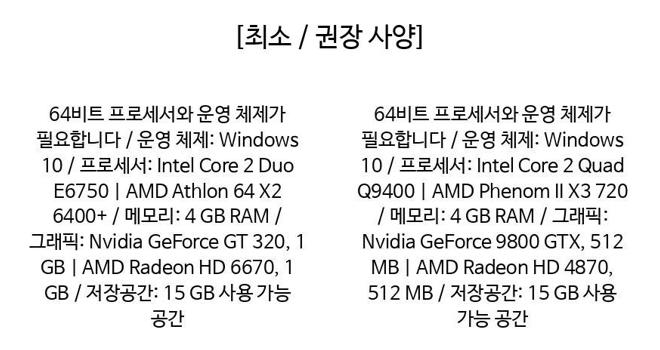 [최소 / 권장 사양]
64비트 프로세서와 운영 체제가
필요합니다 / 운영 체제: Windows
10 / 프로세서: Intel Core 2 Duo
E6750 | AMD Athlon 64 X2
6400+ / 메모리: 4 GB RAM /
그래픽: Nvidia GeForce GT 320, 1
GB | AMD Radeon HD 6670, 1
GB / 저장공간: 15 GB 사용 가능
공간
64비트 프로세서와 운영 체제가
필요합니다 / 운영 체제: Windows
10 / 프로세서: Intel Core 2 Quad
Q9400 | AMD Phenom II X3 720
/ 메모리: 4 GB RAM / 그래픽:
Nvidia GeForce 9800 GTX, 512
MB | AMD Radeon HD 4870,
512 MB / 저장공간: 15 GB 사용
가능 공간